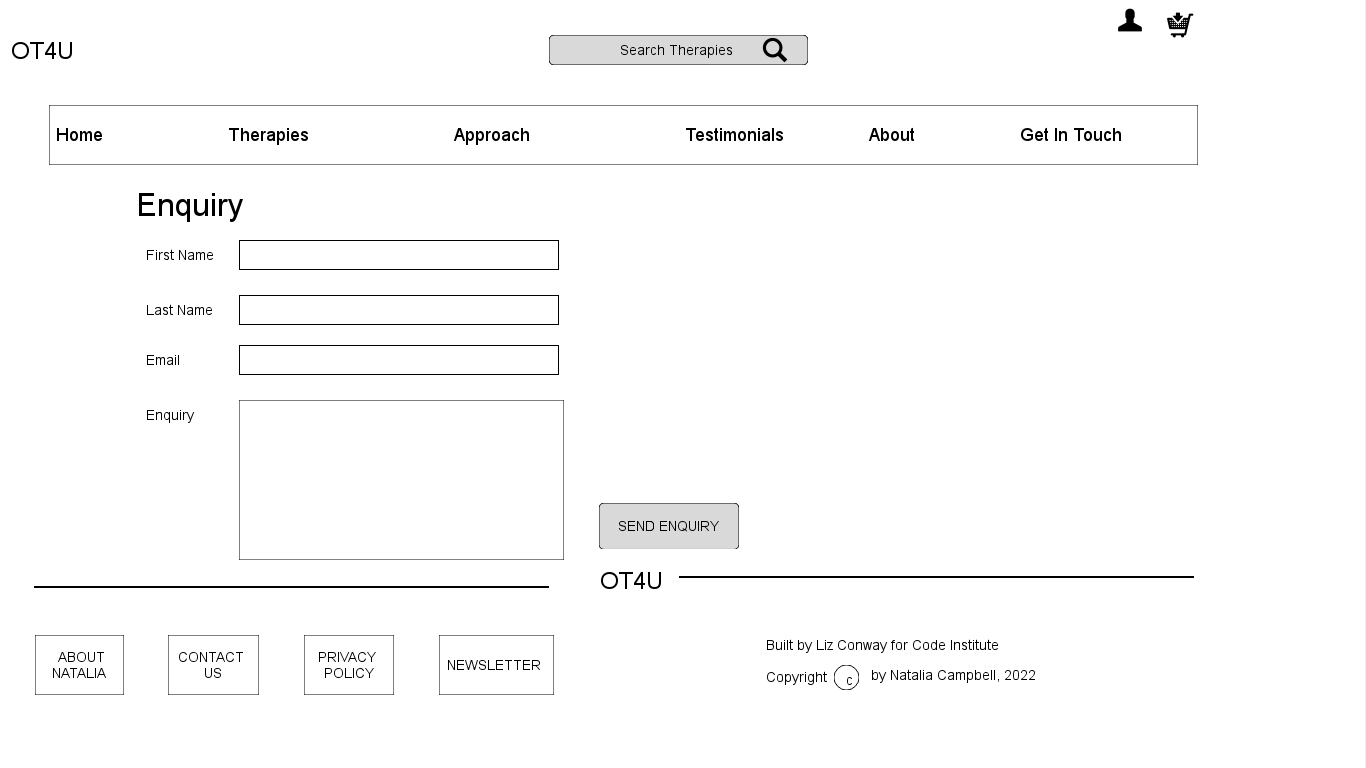 OT4U
Search Therapies
Home Therapies Approach Testimonials About Get In Touch
Enquiry
First Name
Last Name
Email
Enquiry
SEND ENQUIRY
OT4U
ABOUT
NATALIA
CONTACT
US
PRIVACY
POLICY
NEWSLETTER
Built by Liz Conway for Code Institute
Copyright c by Natalia Campbell, 2022